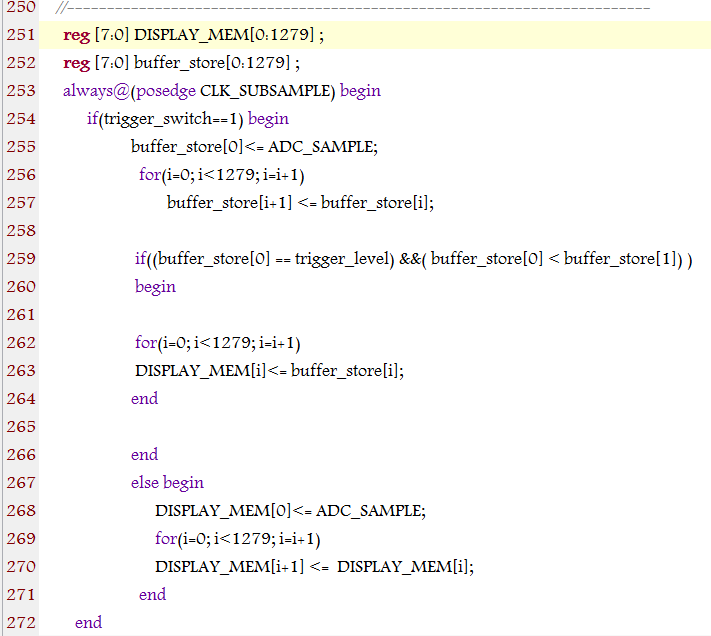 250 //--------------------------------------------------------------------------
251 reg [7:0] DISPLAY_MEM[0:1279] ;
252 reg [7:0] buffer_store[0:1279] ;
253 always@(posedge CLK_SUBSAMPLE) begin
254 if(trigger_switch==1) begin
255 buffer_store[0]<= ADC_SAMPLE;
256 for(i=0; i<1279; i=i+1)
257 buffer_store[i+1] <= buffer_store[i];
258
259 if((buffer_store[0] == trigger_level) &&( buffer_store[0] < buffer_store[1]) )
260 begin
261
262 for(i=0; i<1279; i=i+1)
263 DISPLAY_MEM[i]<= buffer_store[i];
264 end
265
266 end
267 else begin
268 DISPLAY_MEM[0]<= ADC_SAMPLE;
269 for(i=0; i<1279; i=i+1)
270 DISPLAY_MEM[i+1] <= DISPLAY_MEM[i];
271 end
272 end